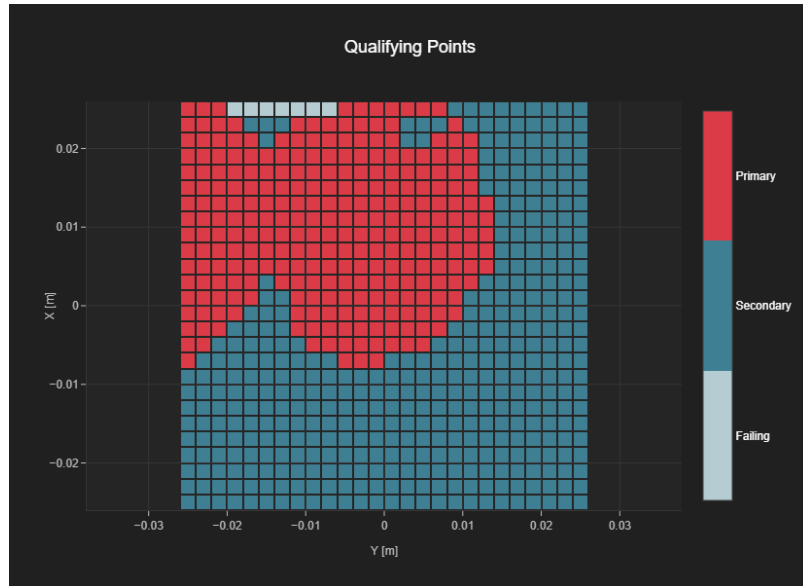 Qualifying Points
0.02
0.01
0
−0.01
−0.02
X [m]
−0.03
−0.02
−0.01
0
0.01
0.02
0.03
Y [m]
Primary
Secondary
Failing